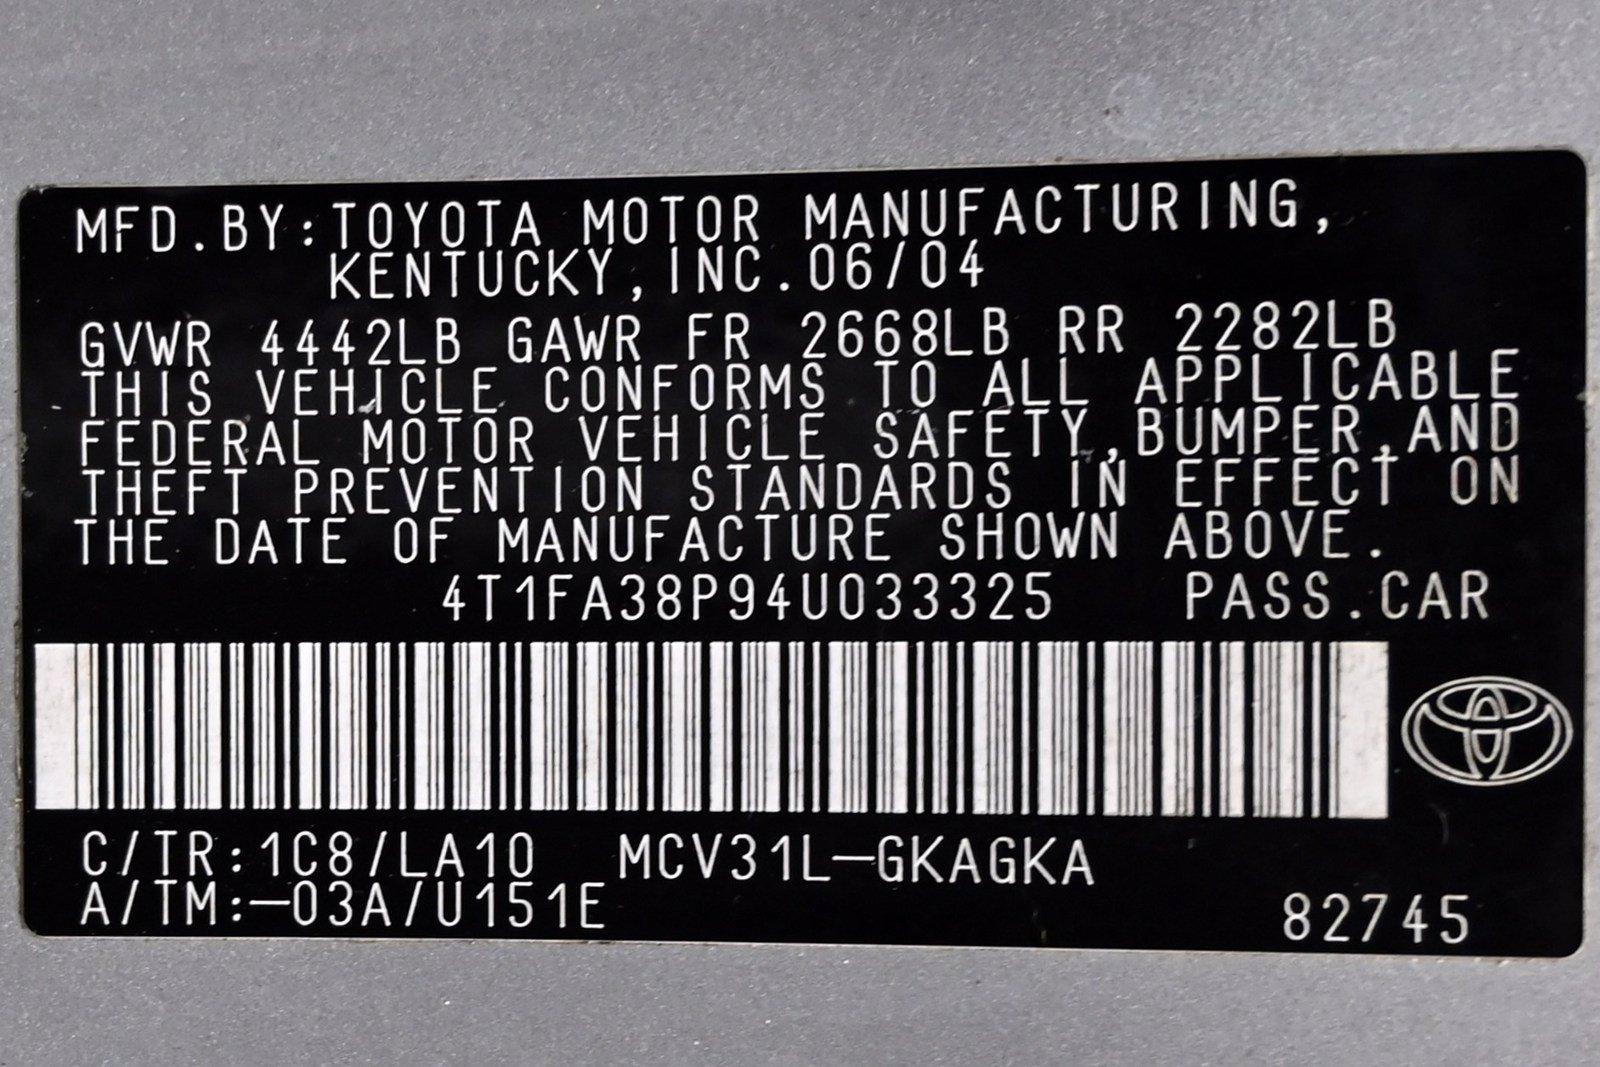 MFD.BY:TOYOTA MOTOR MANUFACTURING,
KENTUCKY,INC.06/04
GVWR 4442LB GAWR FR 2668LB RR 2282LB
THIS VEHICLE CONFORMS TO ALL APPLICABLE
FEDERAL MOTOR VEHICLE SAFETY,BUMPER,AND
THEFT PREVENTION STANDARDS IN EFFECT ON
THE DATE OF MANUFACTURE SHOWN ABOVE.
4T1FA38P94U033325 PASS.CAR
C/TR:1C8/LA10 MCV31L-GKAGKA
A/TM:-03A/U151E
82745